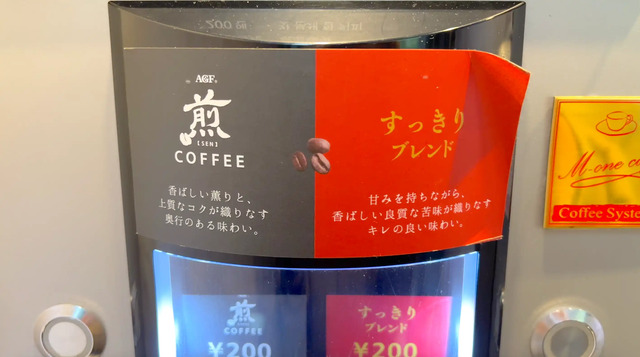 AGF®
煎
[SEN]
COFFEE
香ばしい薫りと、
上質なコクが織りなす
奥行のある味わい。
すっきり
ブレンド
甘みを持ちながら、
香ばしい良質な苦味が織りなす
キレの良い味わい。
M-one
Coffee Syste
煎
COFFEE
¥200
すっきり
ブレンド
¥200